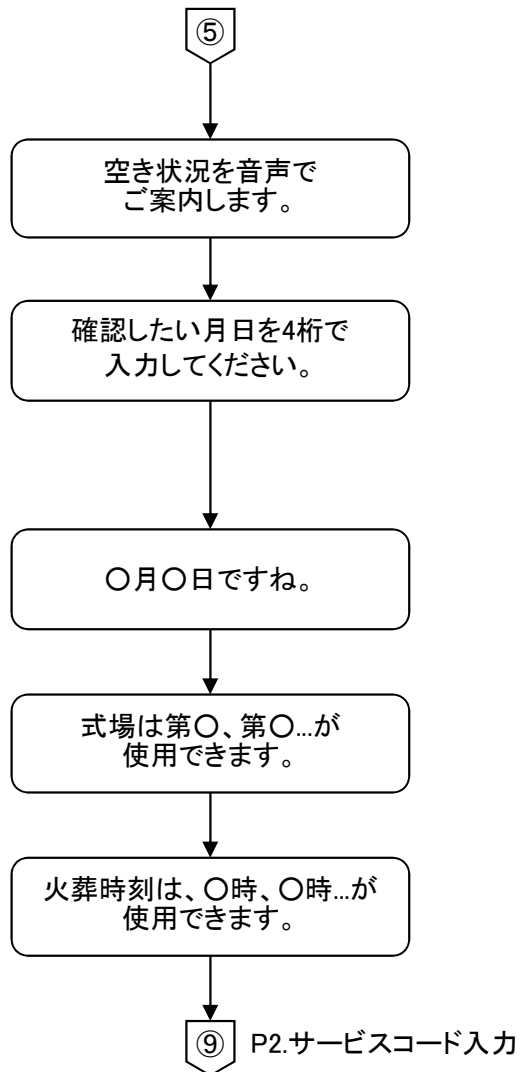 ⑤
空き状況を音声で
ご案内します。
確認したい月日を4桁で
入力してください。
〇月〇日ですね。
式場は第〇、第〇...が
使用できます。
火葬時刻は、〇時、〇時...が
使用できます。
⑨ P2.サービスコード入力